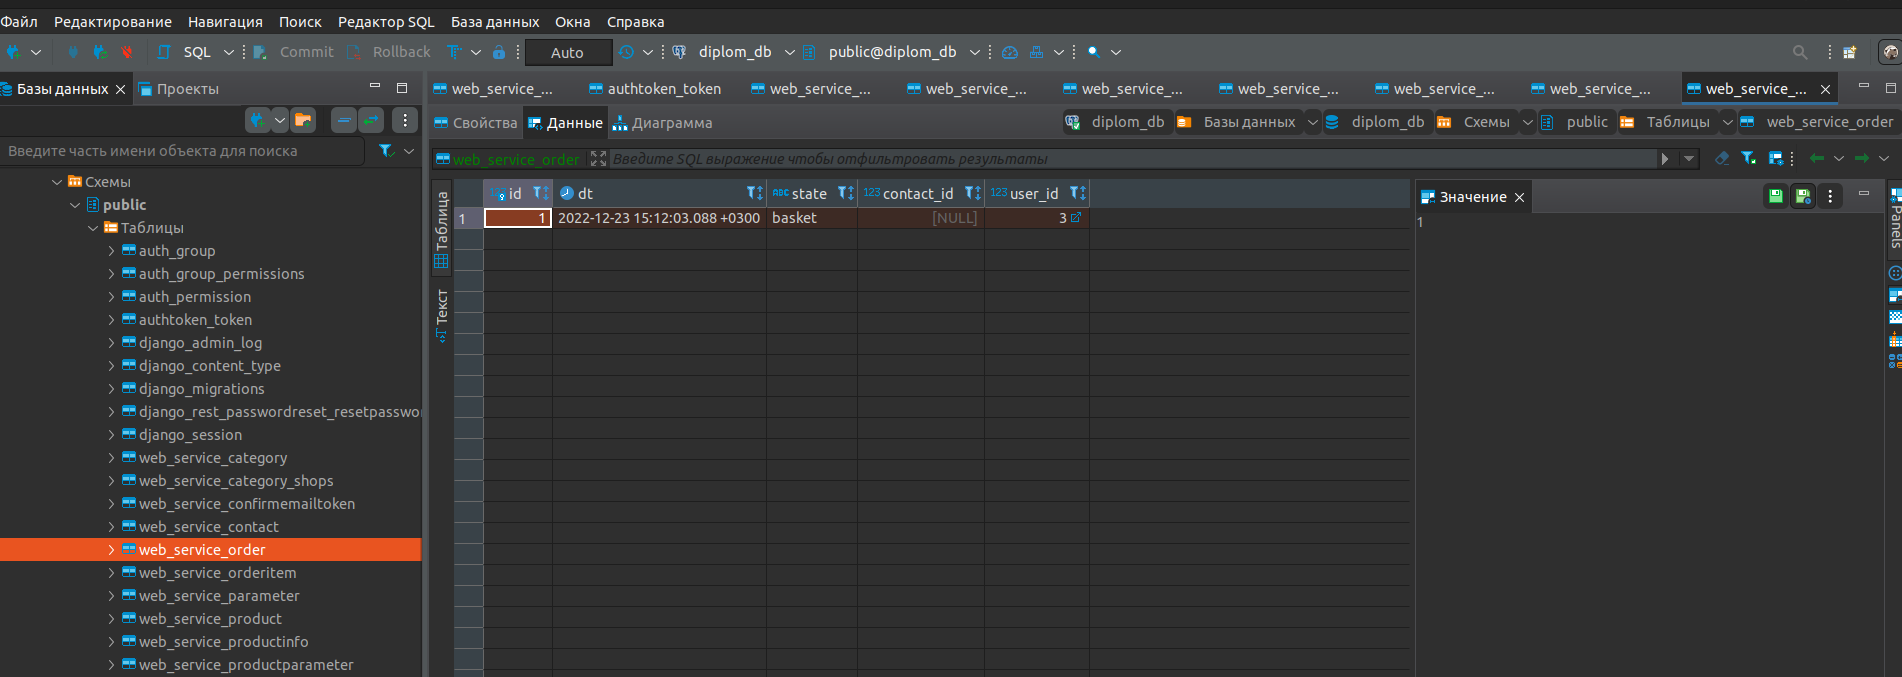 Файл Редактирование Навигация Поиск Редактор SQL База данных Окна Справка
SQL Commit Rollback Auto diplom_db public@diplom_db
Базы данных Проекты
web_service_... authtoken_token web_service_... web_service_... web_service_... web_service_... web_service_... web_service_... web_service_...
Свойства Данные Диаграмма
diplom_db Базы данных diplom_db Схемы public Таблицы web_service_order
Введите часть имени объекта для поиска
web_service_order Введите SQL выражение чтобы отфильтровать результаты
Схемы
public
Таблицы
auth_group
auth_group_permissions
auth_permission
authtoken_token
django_admin_log
django_content_type
django_migrations
django_rest_passwordreset_resetpasswor
django_session
web_service_category
web_service_category_shops
web_service_confirmemailtoken
web_service_contact
web_service_order
web_service_orderitem
web_service_parameter
web_service_product
web_service_productinfo
web_service_productparameter
Таблица
Текст
id dt ABC state 123 contact_id 123 user_id
1 1 2022-12-23 15:12:03.088 +0300 basket [NULL] 3
Значение
1
Panels